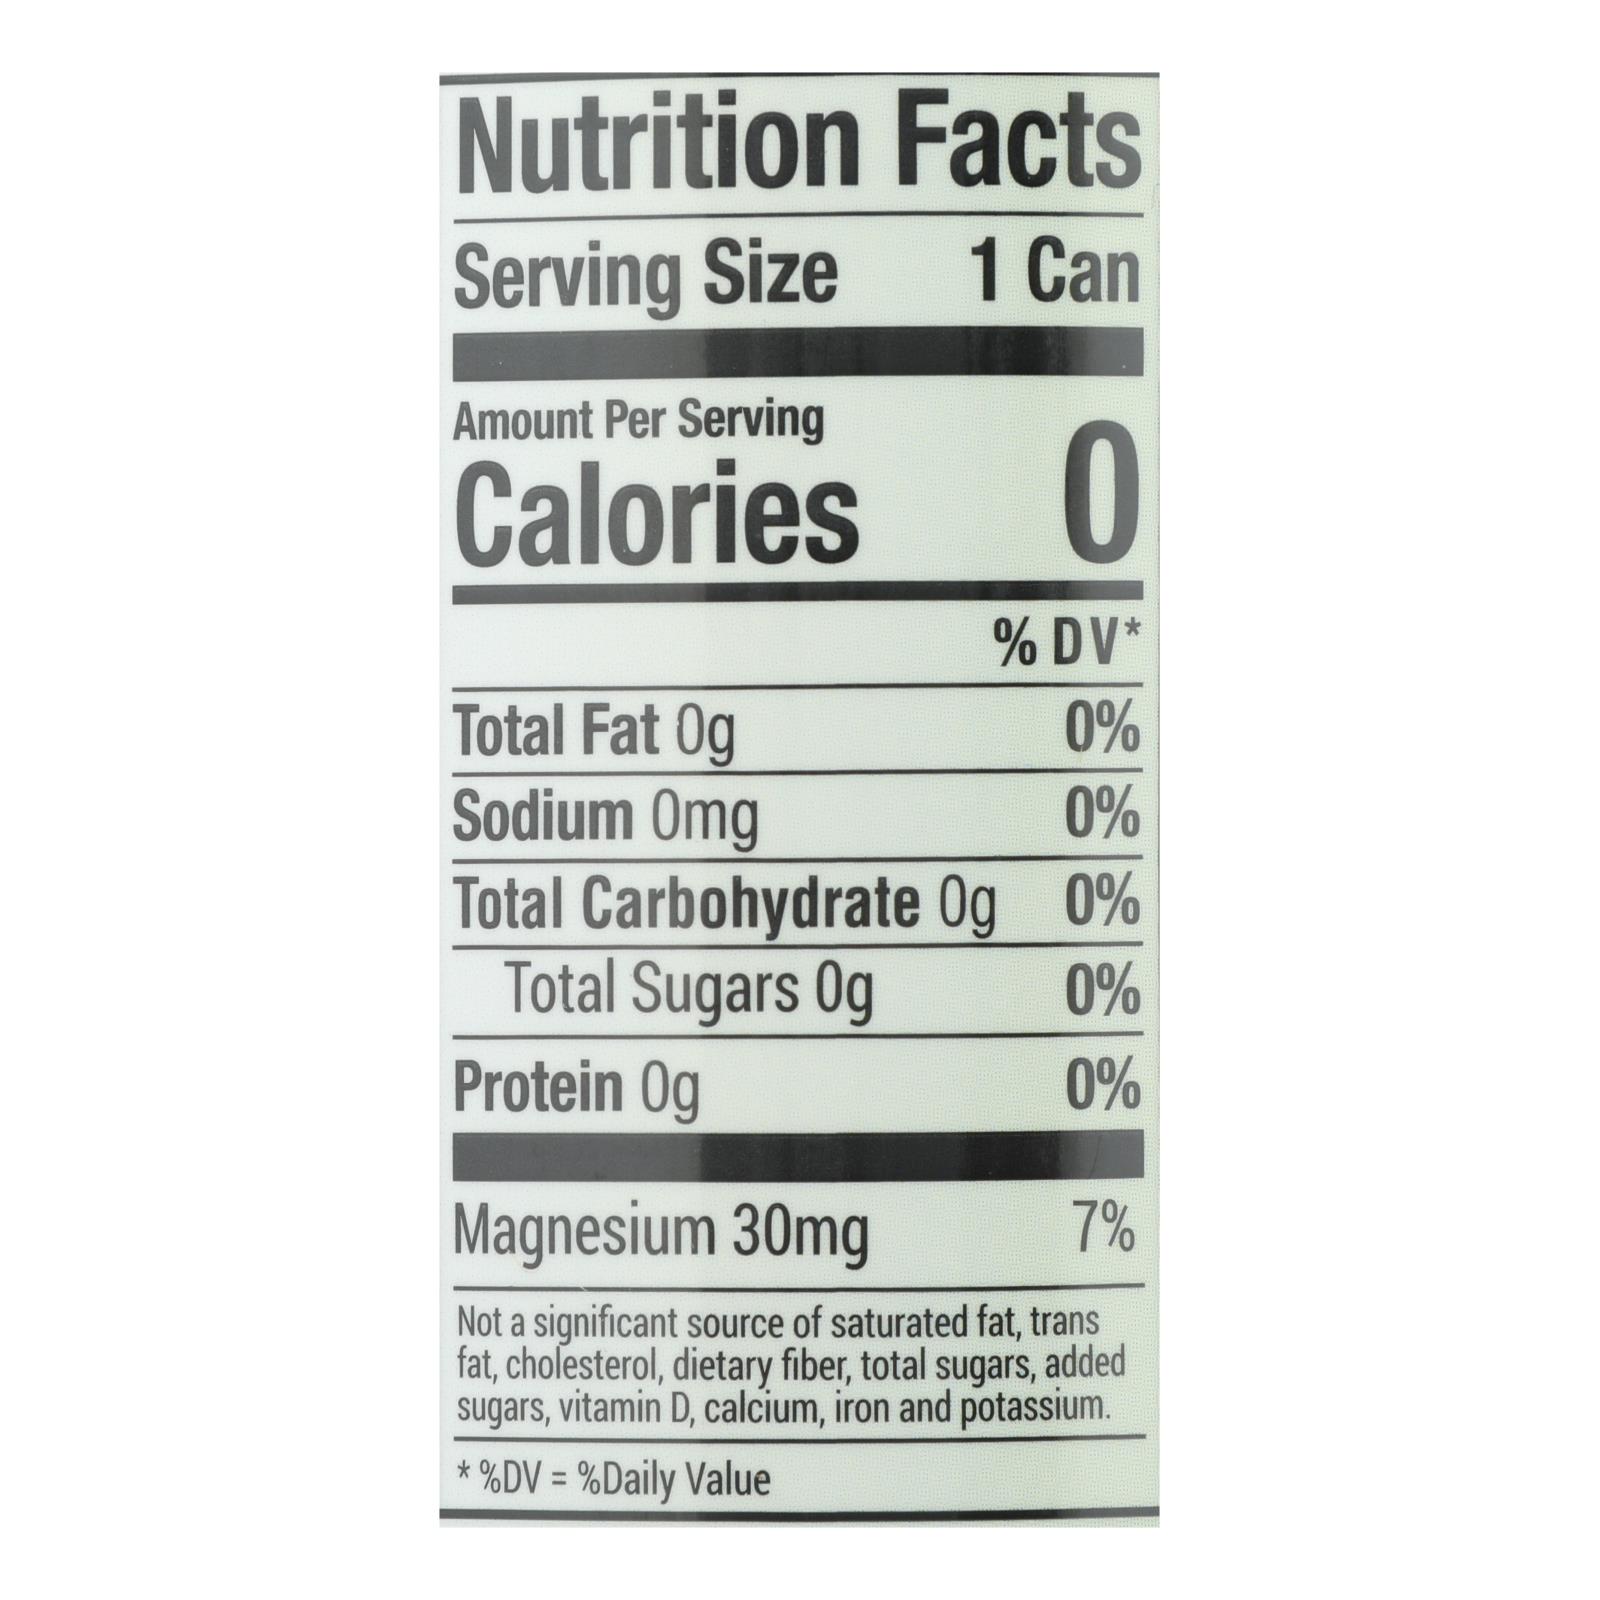 Nutrition Facts
Serving Size 1 Can
Amount Per Serving
Calories 0
% DV*
Total Fat 0g 0%
Sodium 0mg 0%
Total Carbohydrate 0g 0%
Total Sugars 0g 0%
Protein 0g 0%
Magnesium 30mg 7%
Not a significant source of saturated fat, trans
fat, cholesterol, dietary fiber, total sugars, added
sugars, vitamin D, calcium, iron and potassium.
* %DV = %Daily Value